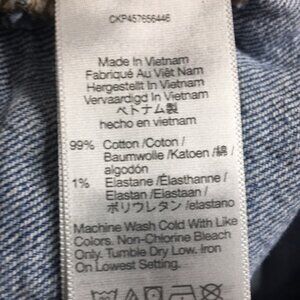 CKP457656446
Made In Vietnam
Fabriqué Au Việt Nam
Hergestellt In Vietnam
Vervaardigd In Vietnam
ベトナム製
hecho en vietnam
99% Cotton /Coton /
Baumwolle /Katoen /綿 /
algodón
1% Elastane /Élasthanne /
Elastan /Elastaan /
ポリウレタン /elastano
Machine Wash Cold With Like
Colors. Non-Chlorine Bleach
Only. Tumble Dry Low. Iron
On Lowest Setting.